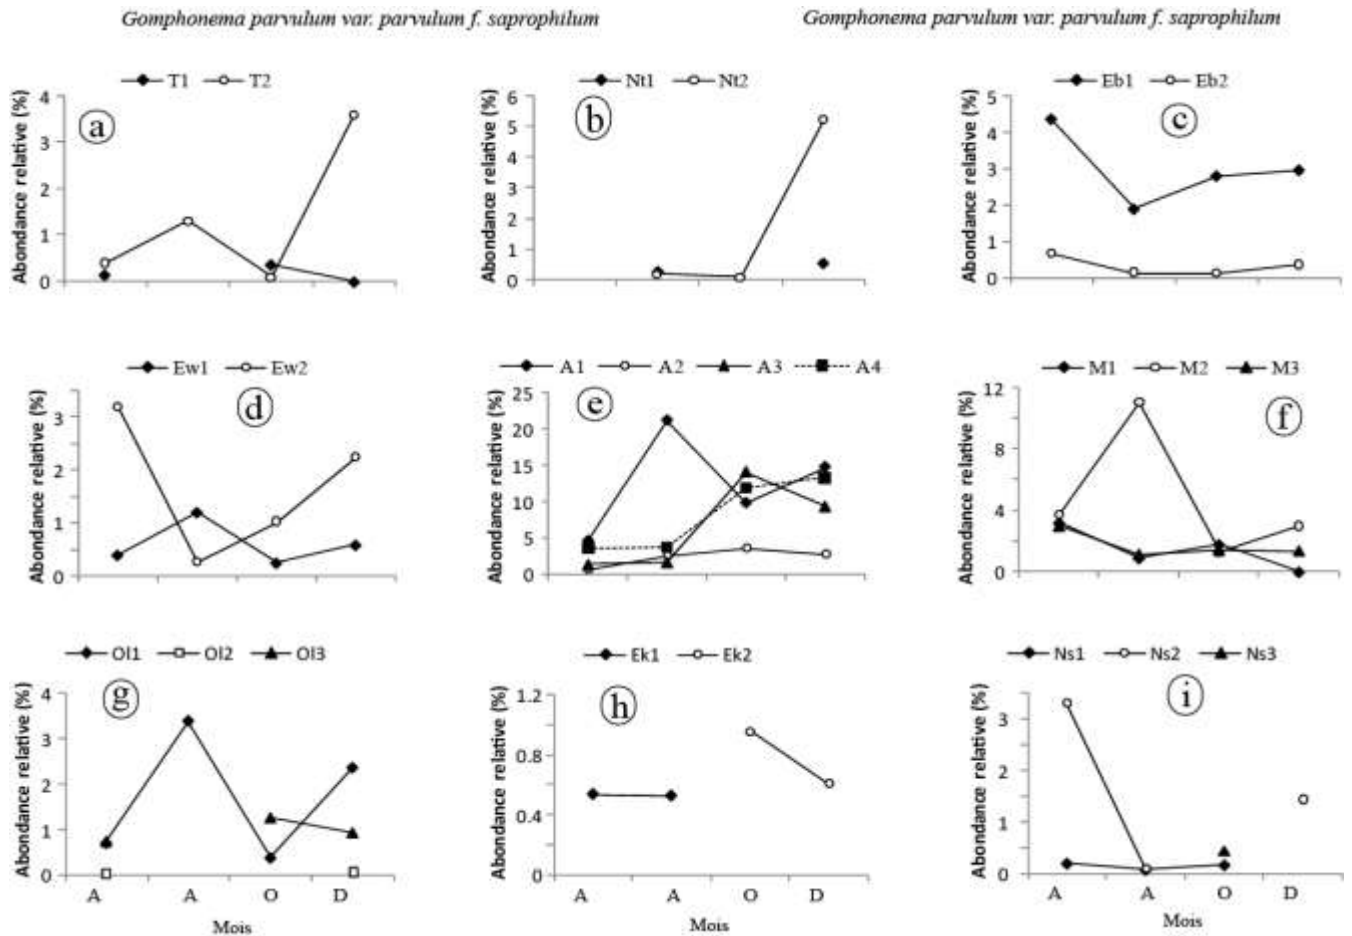 Gomphonema parvulum var. parvulum f. saprophilum
Gomphonema parvulum var. parvulum f. saprophilum
T1 T2
Abondance relative (%)
4
3
2
1
0
a
Nt1 Nt2
Abondance relative (%)
6
5
4
3
2
1
0
b
Eb1 Eb2
Abondance relative (%)
5
4
3
2
1
0
c
Ew1 Ew2
Abondance relative (%)
3
2
1
0
d
A1 A2 A3 A4
Abondance relative (%)
25
20
15
10
5
0
e
M1 M2 M3
Abondance relative (%)
12
8
4
0
f
Ol1 Ol2 Ol3
Abondance relative (%)
4
3
2
1
0
g
A A O D
Mois
Ek1 Ek2
Abondance relative (%)
1.2
0.8
0.4
0
h
A A O D
Mois
Ns1 Ns2 Ns3
Abondance relative (%)
3
2
1
0
i
A A O D
Mois